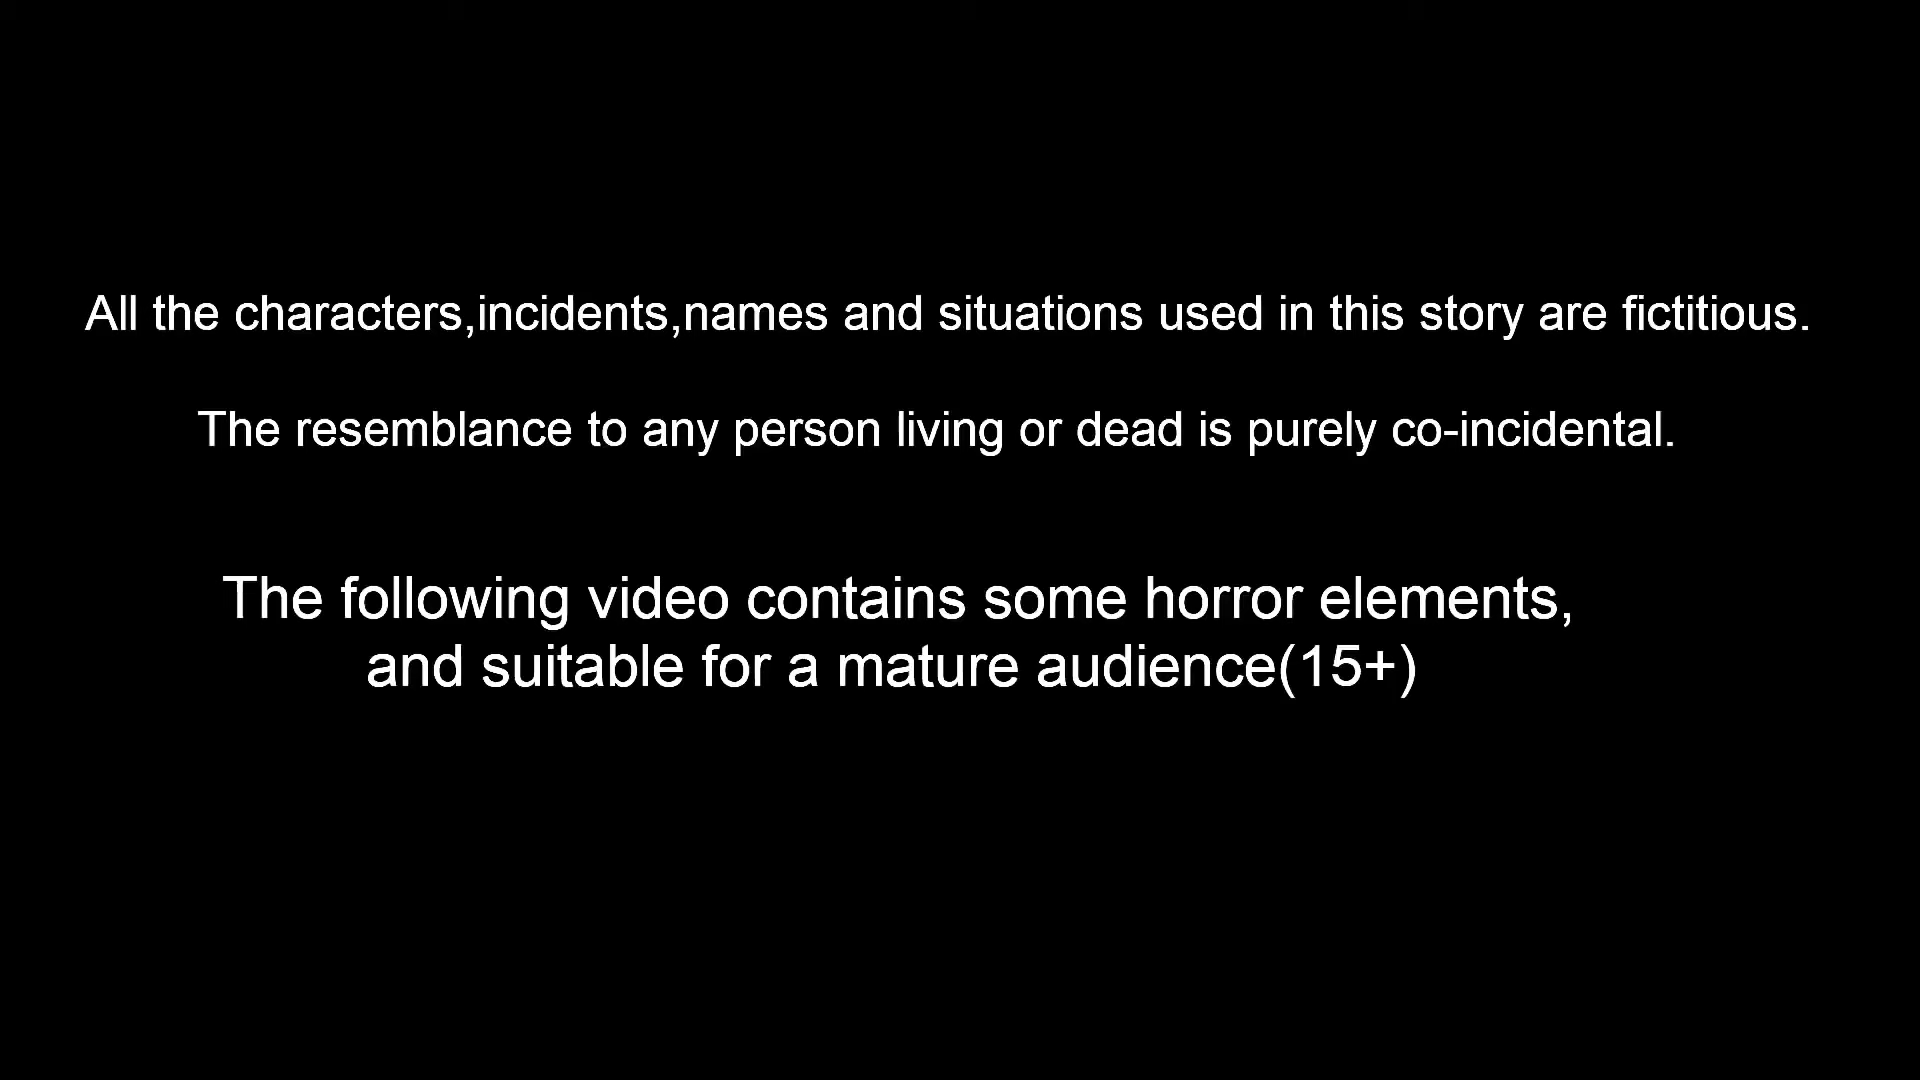 All the characters,incidents,names and situations used in this story are fictitious.
The resemblance to any person living or dead is purely co-incidental.
The following video contains some horror elements,
and suitable for a mature audience(15+)